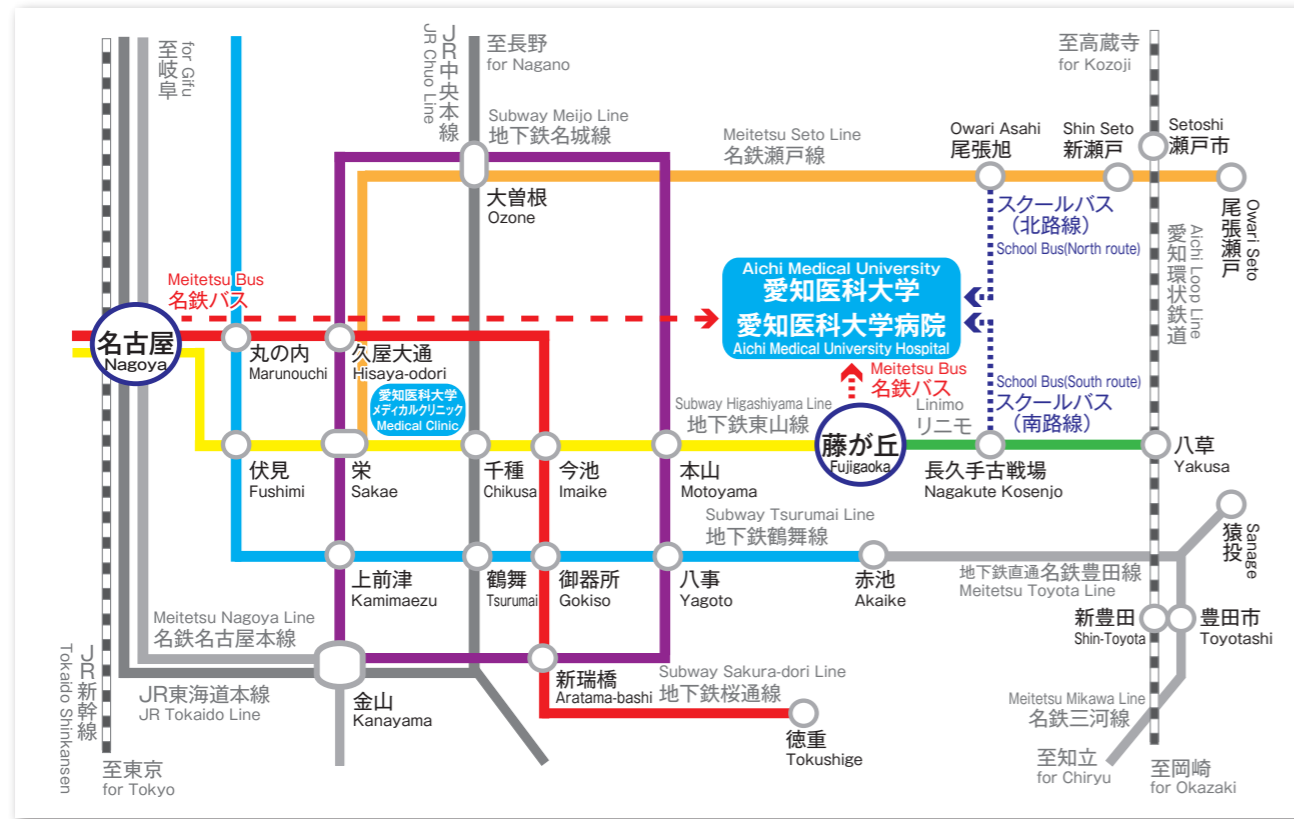 for Gifu
至岐阜
JR中央本線
JR Chuo Line
至長野
for Nagano
Subway Meijo Line
地下鉄名城線
Meitetsu Seto Line
名鉄瀬戸線
至高蔵寺
for Kozoji
Owari Asahi
尾張旭
Shin Seto
新瀬戸
Setoshi
瀬戸市
大曽根
Ozone
スクールバス
(北路線)
School Bus(North route)
Aichi Loop Line
愛知環状鉄道
Owari Seto
尾張瀬戸
Meitetsu Bus
名鉄バス
Aichi Medical University
愛知医科大学
愛知医科大学病院
Aichi Medical University Hospital
名古屋
Nagoya
丸の内
Marunouchi
久屋大通
Hisaya-odori
愛知医科大学
メディカルクリニック
Medical Clinic
Meitetsu Bus
名鉄バス
School Bus(South route)
スクールバス
(南路線)
Subway Higashiyama Line
地下鉄東山線
Linimo
リニモ
伏見
Fushimi
栄
Sakae
千種
Chikusa
今池
Imaike
本山
Motoyama
藤が丘
Fujigaoka
長久手古戦場
Nagakute Kosenjo
八草
Yakusa
Subway Tsurumai Line
地下鉄鶴舞線
Sanage
猿投
上前津
Kamimaezu
鶴舞
Tsurumai
御器所
Gokiso
八事
Yagoto
赤池
Akaike
地下鉄直通名鉄豊田線
Meitetsu Toyota Line
Meitetsu Nagoya Line
名鉄名古屋本線
新豊田
Shin-Toyota
豊田市
Toyotashi
JR新幹線
Tokaido Shinkansen
JR東海道本線
JR Tokaido Line
金山
Kanayama
新瑞橋
Aratama-bashi
Subway Sakura-dori Line
地下鉄桜通線
徳重
Tokushige
Meitetsu Mikawa Line
名鉄三河線
至東京
for Tokyo
至知立
for Chiryu
至岡崎
for Okazaki